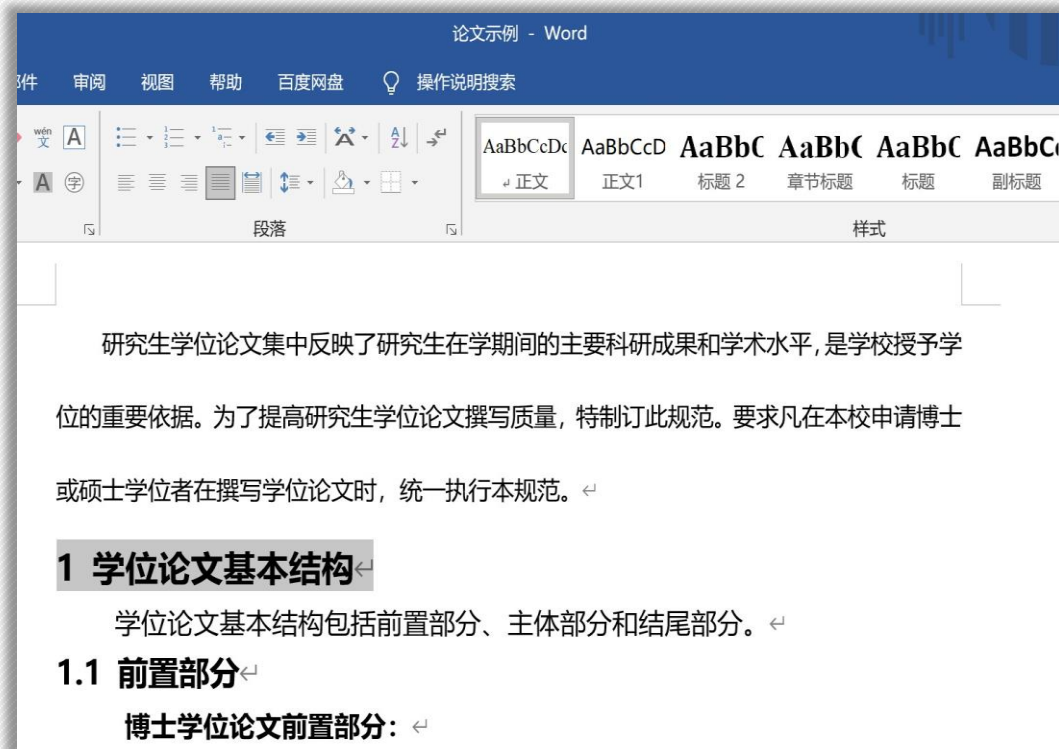 论文示例 - Word
件 审阅 视图 帮助 百度网盘 操作说明搜索
wén
文 A
A 字
AaBbCcDc AaBbCcD AaBbC AaBb( AaBbC AaBbCc
正文 正文1 标题 2 章节标题 标题 副标题
段落 样式
研究生学位论文集中反映了研究生在学期间的主要科研成果和学术水平，是学校授予学
位的重要依据。为了提高研究生学位论文撰写质量，特制订此规范。要求凡在本校申请博士
或硕士学位者在撰写学位论文时，统一执行本规范。
1 学位论文基本结构
学位论文基本结构包括前置部分、主体部分和结尾部分。
1.1 前置部分
博士学位论文前置部分：